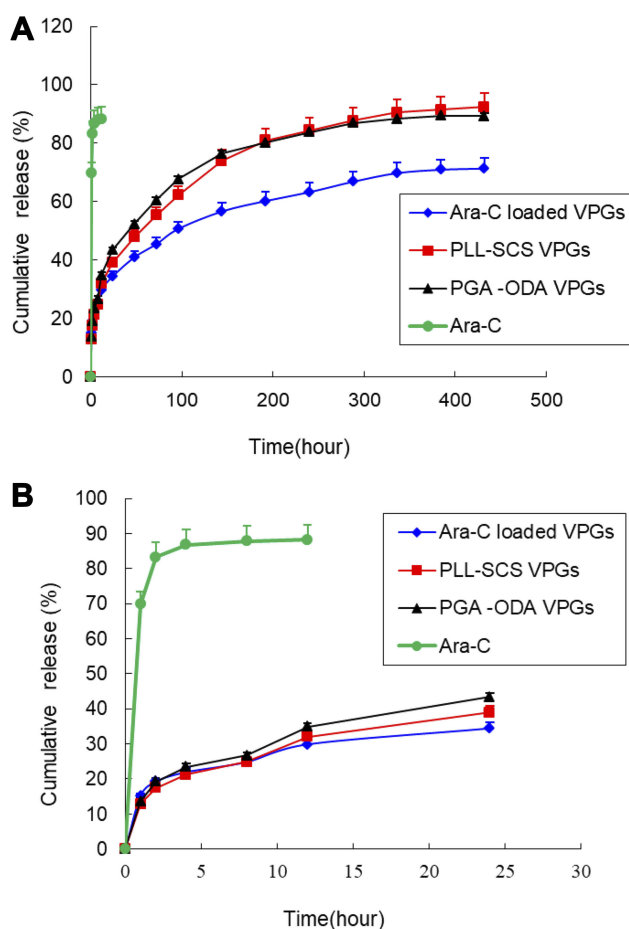 A
120
100
80
60
40
20
0
0 100 200 300 400 500
Cumulative release (%)
Time(hour)
Ara-C loaded VPGs
PLL-SCS VPGs
PGA -ODA VPGs
Ara-C
B
100
90
80
70
60
50
40
30
20
10
0
0 5 10 15 20 25 30
Cumulative release (%)
Time(hour)
Ara-C loaded VPGs
PLL-SCS VPGs
PGA -ODA VPGs
Ara-C